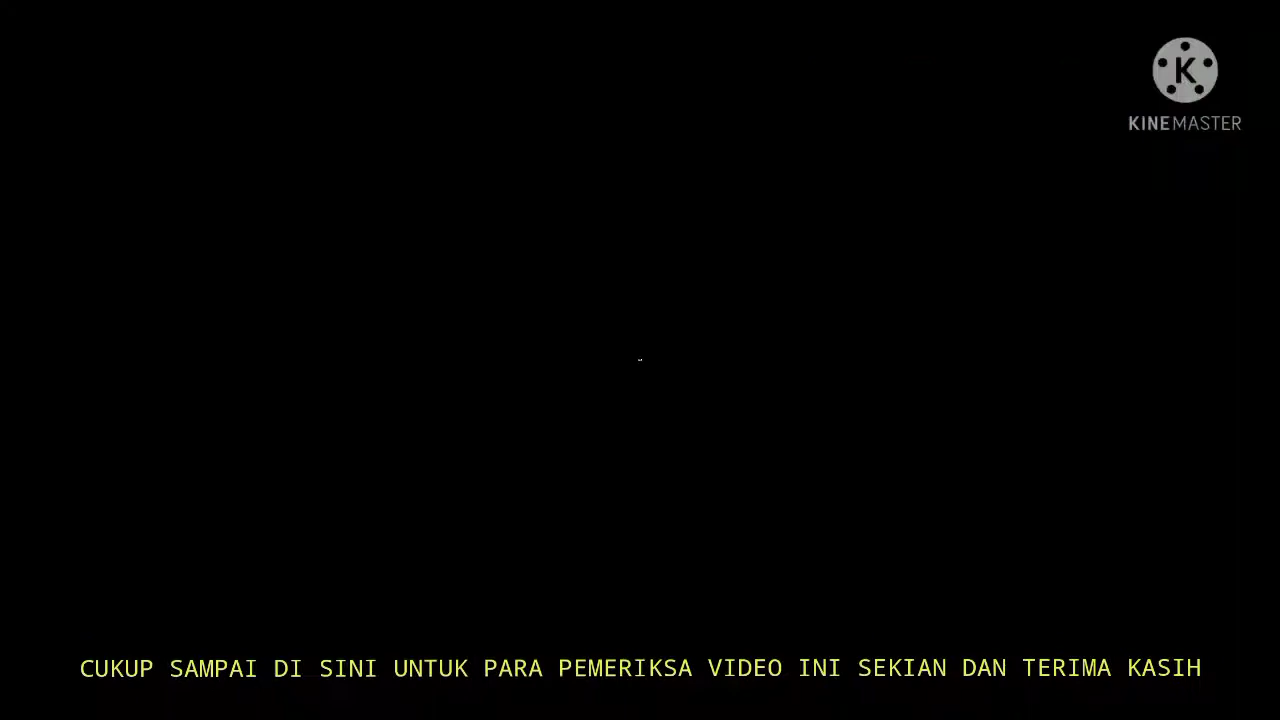 K
KINEMASTER
CUKUP SAMPAI DI SINI UNTUK PARA PEMERIKSA VIDEO INI SEKIAN DAN TERIMA KASIH